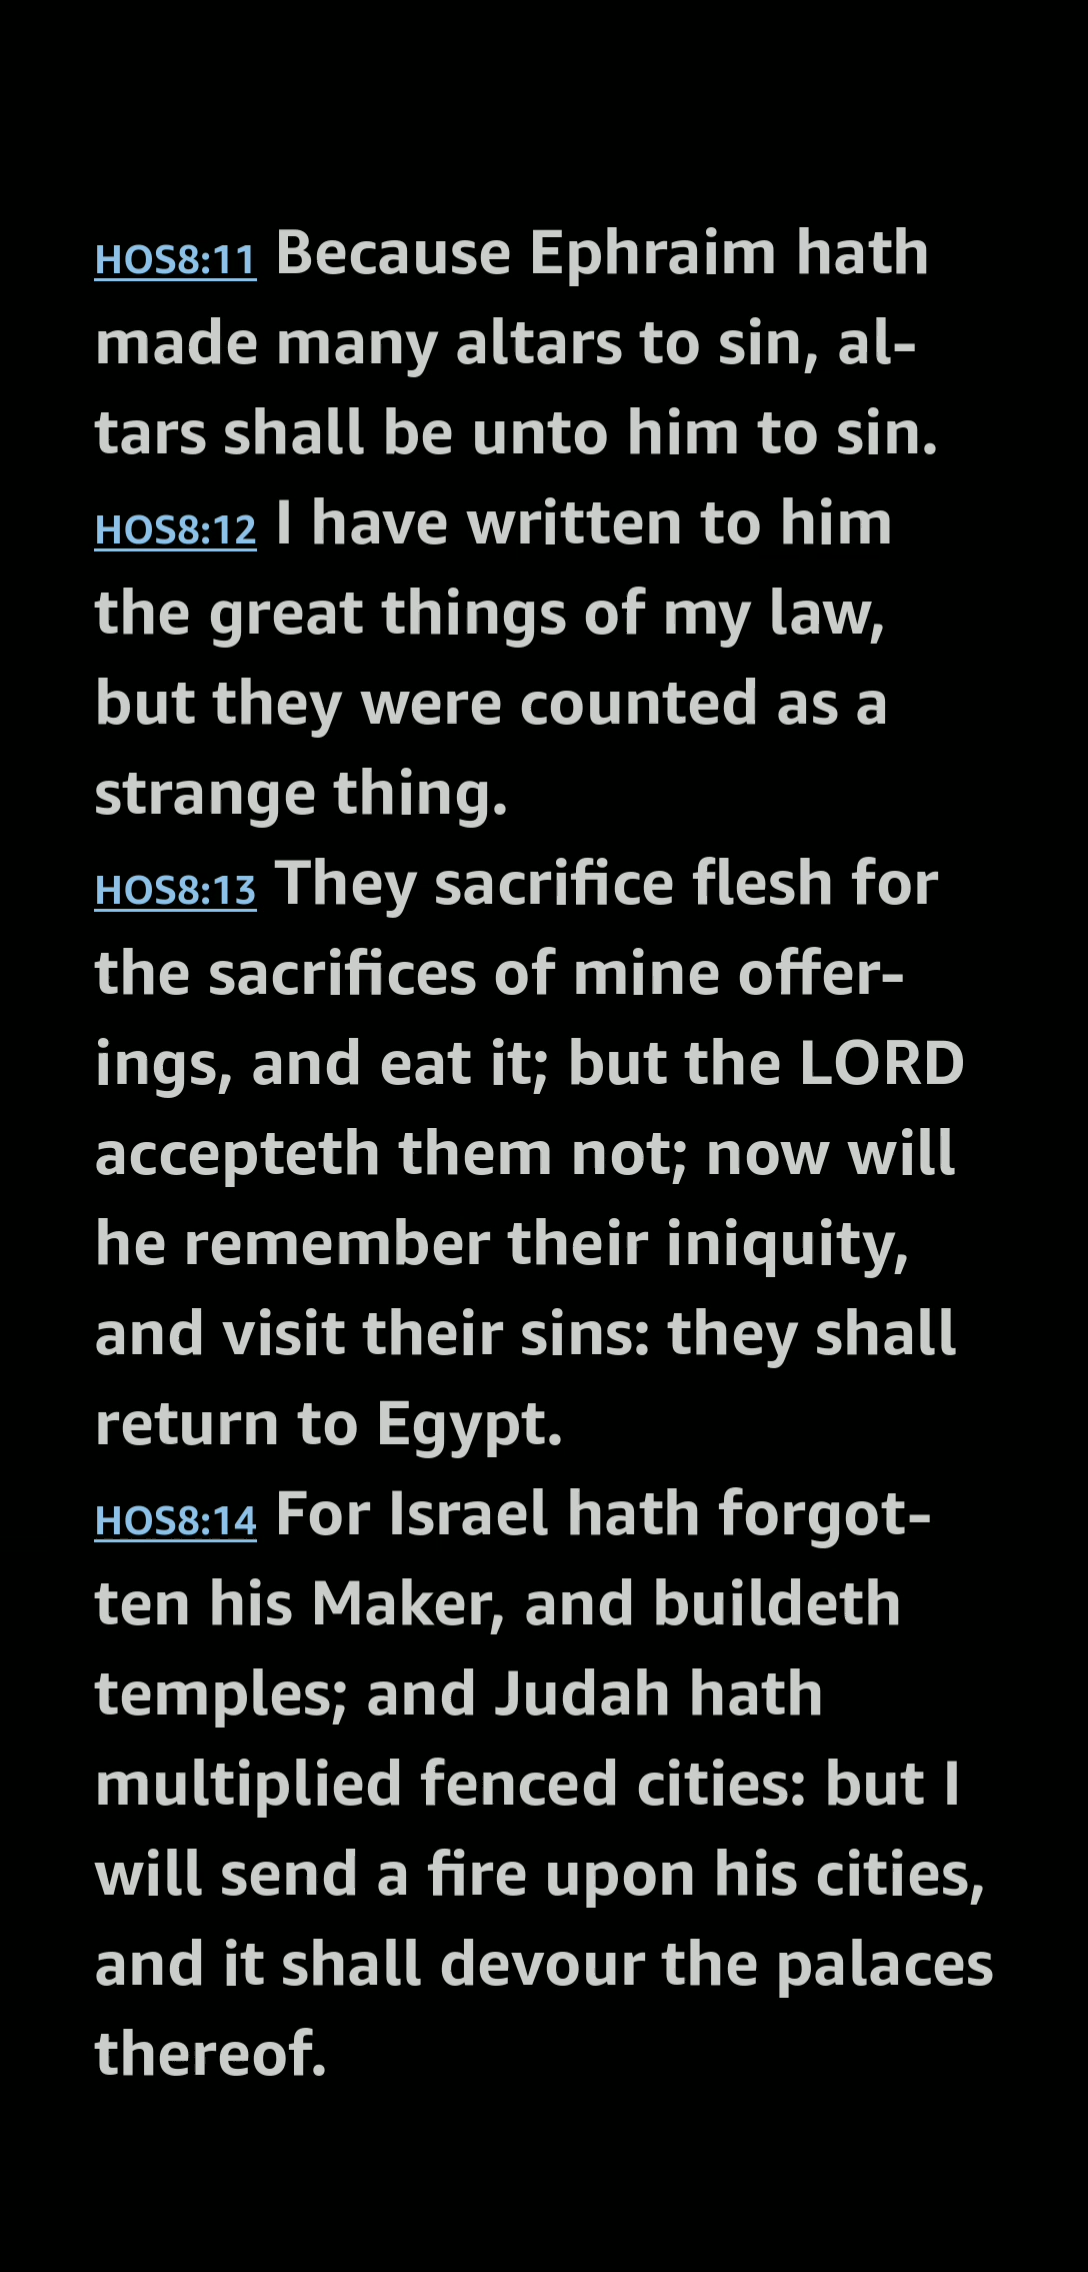 HOS8:11 Because Ephraim hath
made many altars to sin, al-
tars shall be unto him to sin.
HOS8:12 I have written to him
the great things of my law,
but they were counted as a
strange thing.
HOS8:13 They sacrifice flesh for
the sacrifices of mine offer-
ings, and eat it; but the LORD
accepteth them not; now will
he remember their iniquity,
and visit their sins: they shall
return to Egypt.
HOS8:14 For Israel hath forgot-
ten his Maker, and buildeth
temples; and Judah hath
multiplied fenced cities: but I
will send a fire upon his cities,
and it shall devour the palaces
thereof.